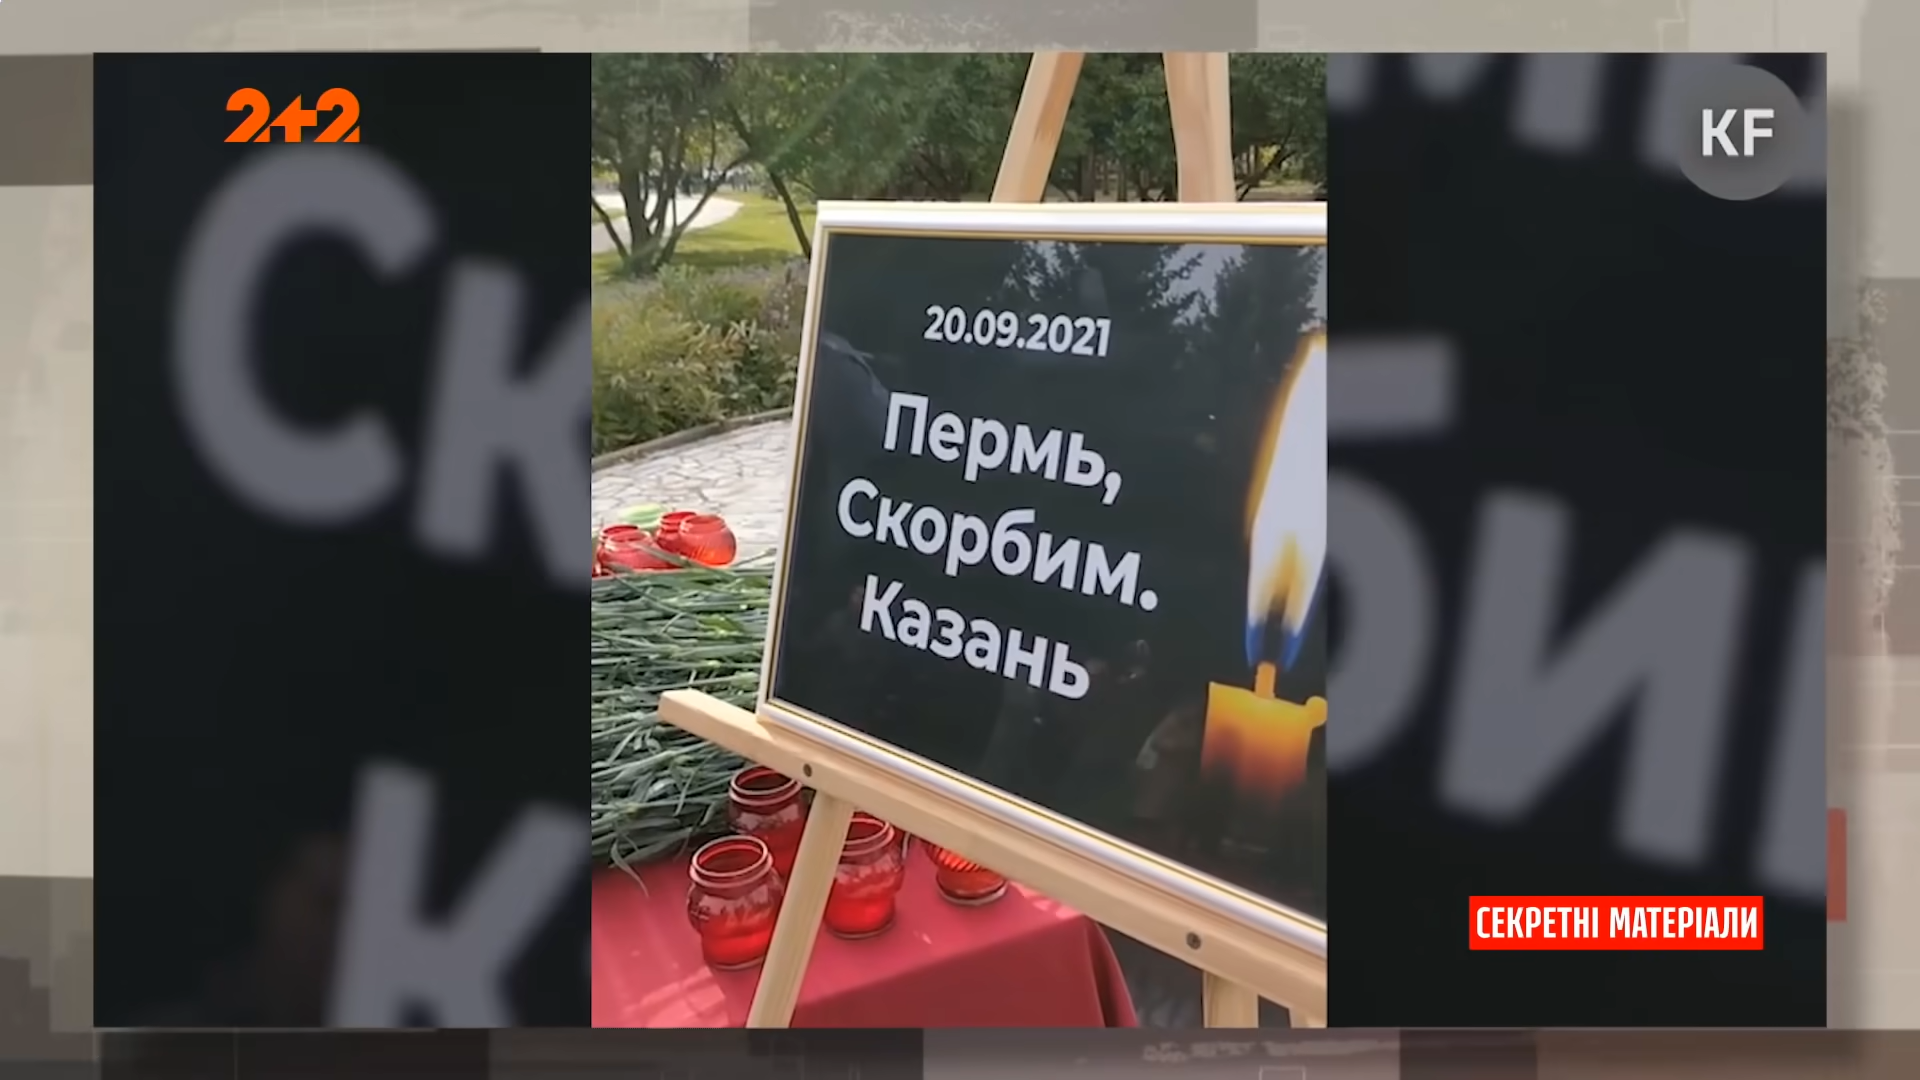 2+2
KF
20.09.2021
Пермь,
Скорбим.
Казань
СЕКРЕТНІ МАТЕРІАЛИ